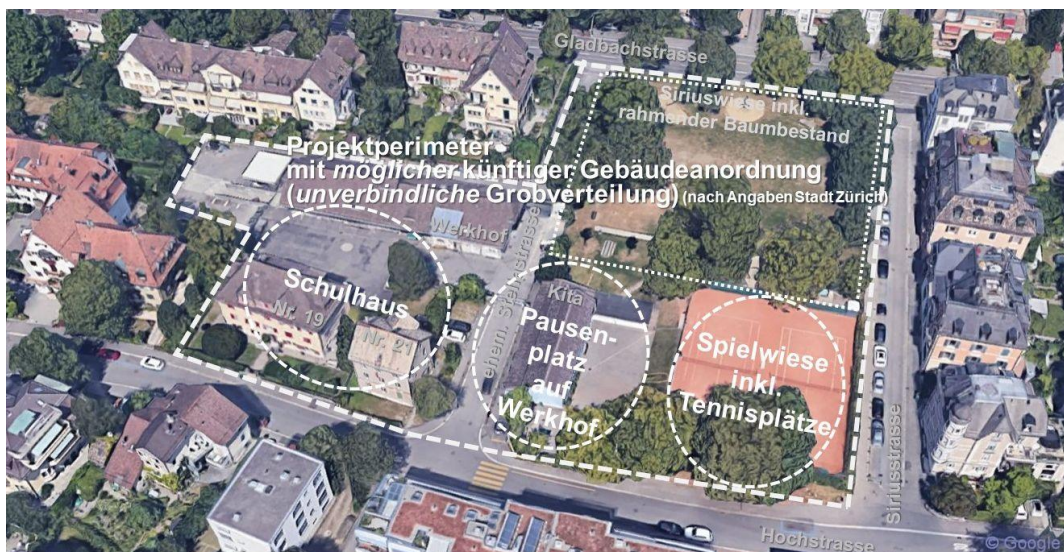 Gladbachstrasse
Siriuswiese inkl.
rahmender Baumbestand
Projektperimeter
mit möglicher künftiger Gebäudeanordnung
(unverbindliche Grobverteilung) (nach Angaben Stadt Zürich)
Werkhof
ehem. Sternstrasse
Schulhaus
Nr. 19
Nr. 21
Kita
Pausen-
platz
auf
Werkhof
Spielwiese
inkl.
Tennisplätze
Siriusstrasse
Hochstrasse
© Google